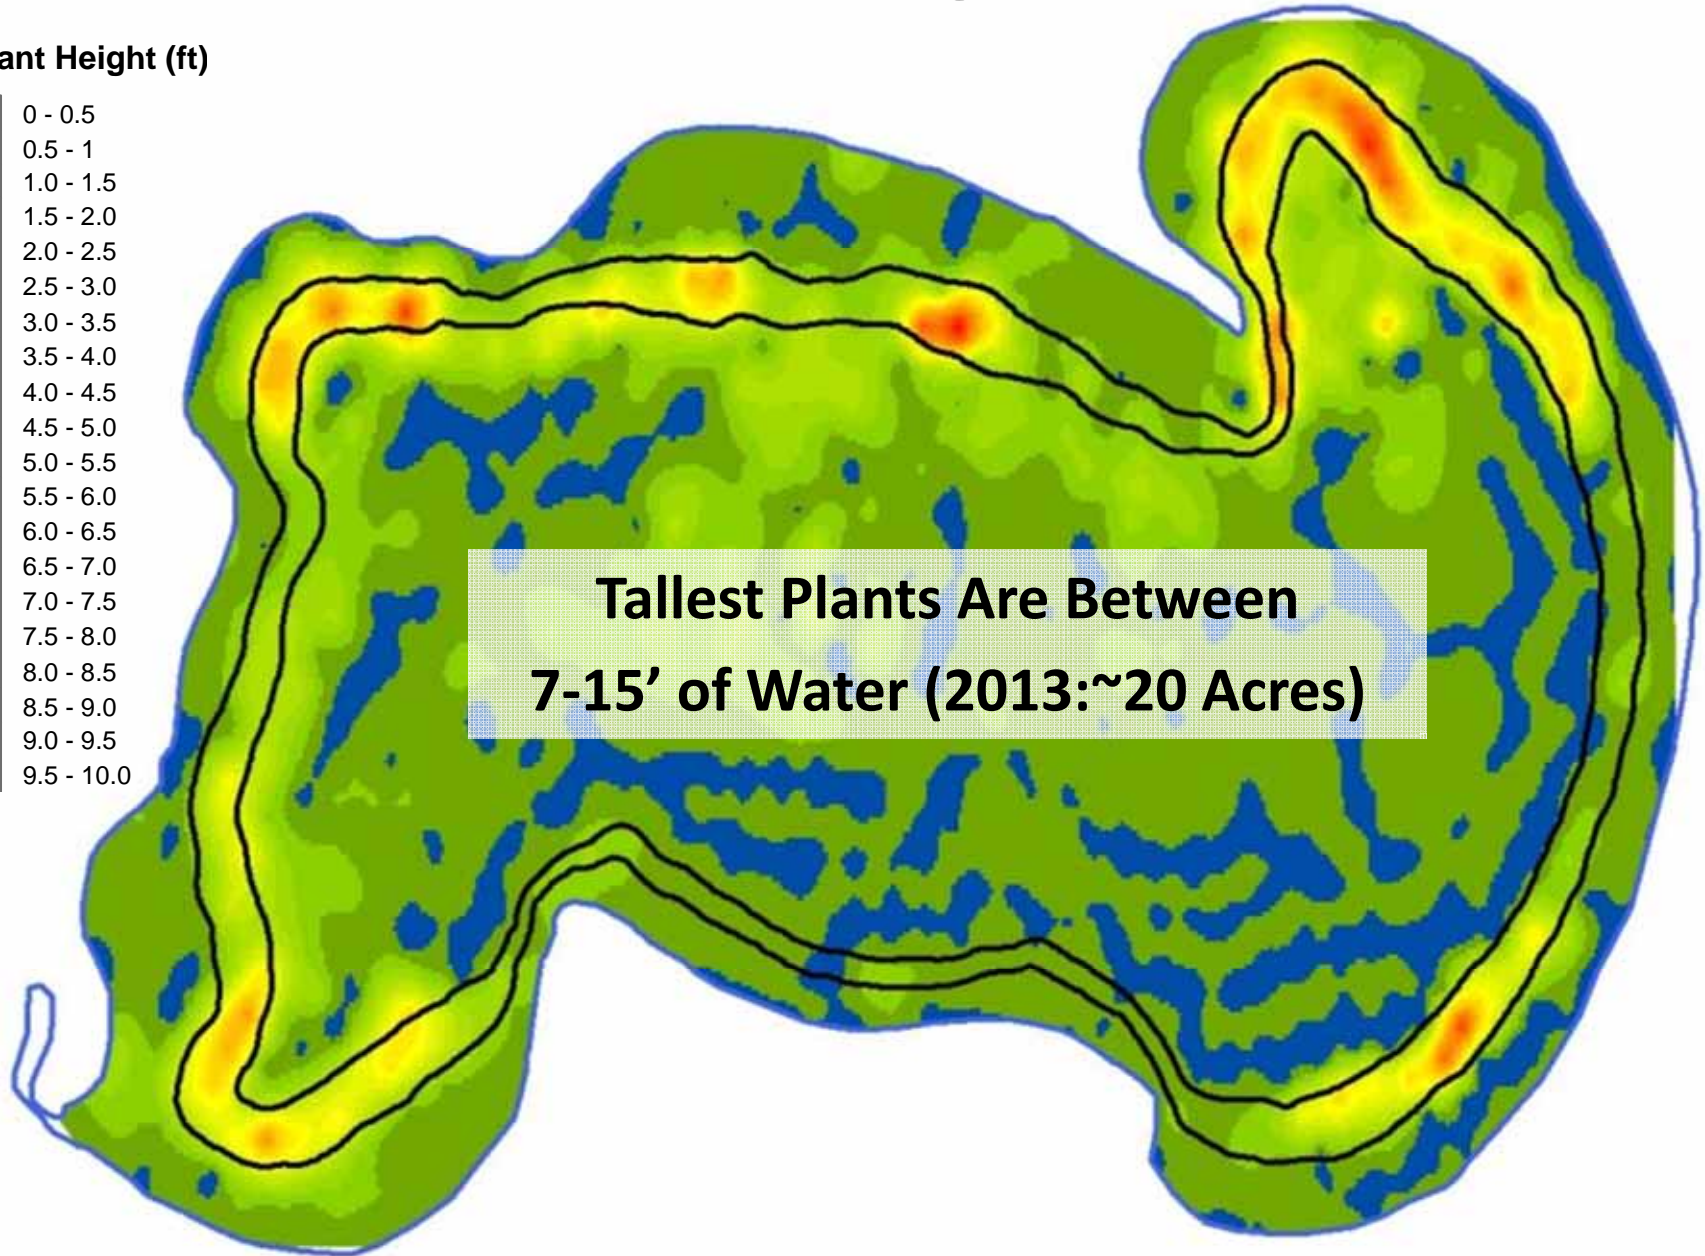 ant Height (ft)
0 - 0.5
0.5 - 1
1.0 - 1.5
1.5 - 2.0
2.0 - 2.5
2.5 - 3.0
3.0 - 3.5
3.5 - 4.0
4.0 - 4.5
4.5 - 5.0
5.0 - 5.5
5.5 - 6.0
6.0 - 6.5
6.5 - 7.0
7.0 - 7.5
7.5 - 8.0
8.0 - 8.5
8.5 - 9.0
9.0 - 9.5
9.5 - 10.0
Tallest Plants Are Between
7-15’ of Water (2013:~20 Acres)